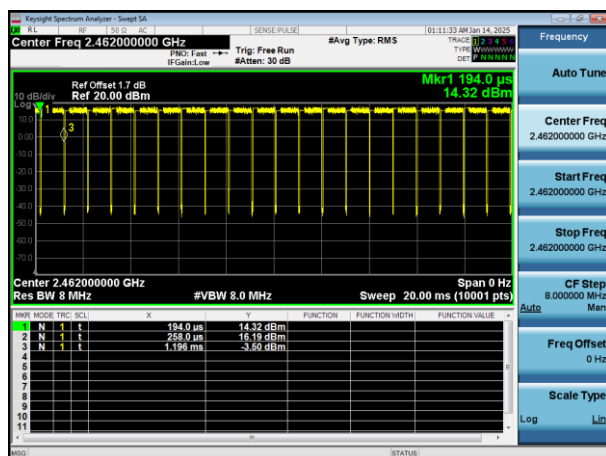 Keysight Spectrum Analyzer - Swept SA
RL RF 50 Ω AC SENSE:PULSE 01:11:33 AM Jan 14, 2025
Center Freq 2.462000000 GHz
PNO: Fast
IFGain:Low
Trig: Free Run
#Atten: 30 dB
#Avg Type: RMS
TRACE 1 2 3 4 5 6
TYPE WWWWWW
DET P N N N N N
Ref Offset 1.7 dB
Ref 20.00 dBm
Mkr1 194.0 µs
14.32 dBm
10 dB/div
Log
1
3
10.0
0.00
-10.0
-20.0
-30.0
-40.0
-50.0
-60.0
-70.0
Center 2.462000000 GHz
Span 0 Hz
Res BW 8 MHz
#VBW 8.0 MHz
Sweep 20.00 ms (10001 pts)
MKR MODE TRC SCL X Y FUNCTION FUNCTION WIDTH FUNCTION VALUE
1 N 1 t 194.0 µs 14.32 dBm
2 N 1 t 258.0 µs 16.19 dBm
3 N 1 t 1.196 ms -3.50 dBm
4
5
6
7
8
9
10
11
MSG
STATUS
Frequency
Auto Tune
Center Freq
2.462000000 GHz
Start Freq
2.462000000 GHz
Stop Freq
2.462000000 GHz
CF Step
8.000000 MHz
Auto Man
Freq Offset
0 Hz
Scale Type
Log Lin